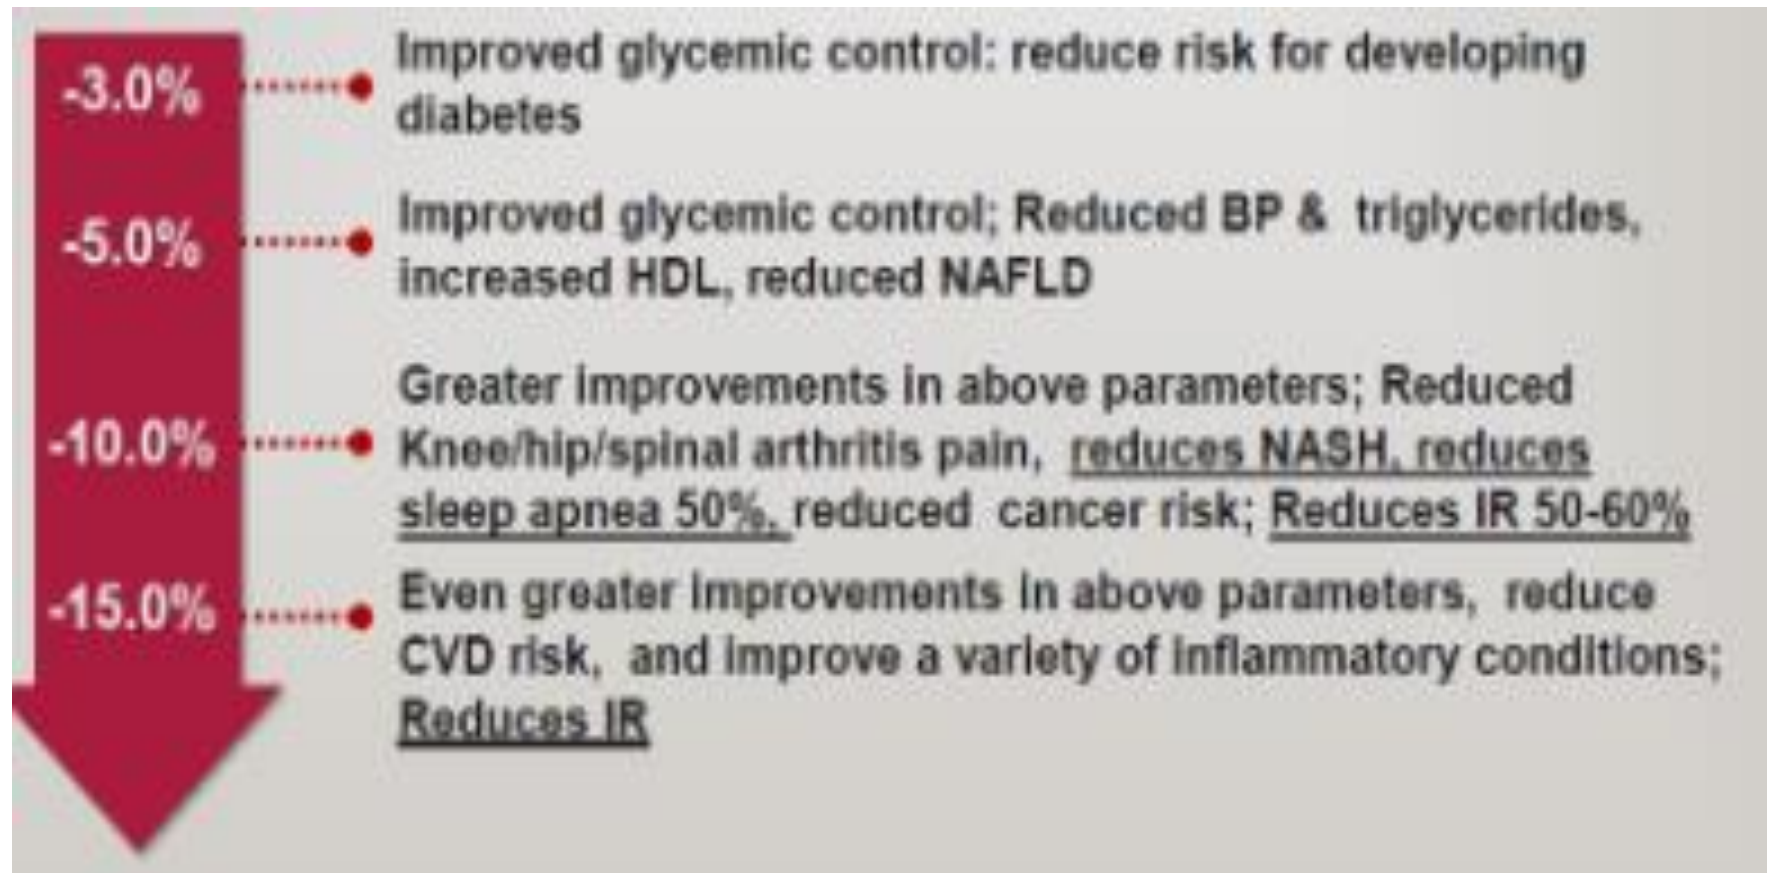 -3.0%
Improved glycemic control: reduce risk for developing
diabetes
-5.0%
Improved glycemic control; Reduced BP & triglycerides,
increased HDL, reduced NAFLD
-10.0%
Greater improvements in above parameters; Reduced
Knee/hip/spinal arthritis pain, reduces NASH, reduces
sleep apnea 50%, reduced cancer risk; Reduces IR 50-60%
-15.0%
Even greater improvements in above parameters, reduce
CVD risk, and improve a variety of inflammatory conditions;
Reduces IR